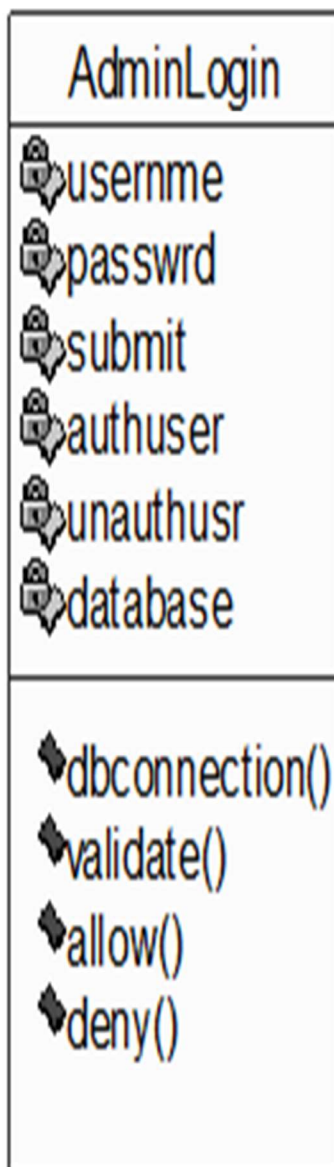 AdminLogin
usernme
passwrd
submit
authuser
unauthusr
database
dbconnection()
validate()
allow()
deny()